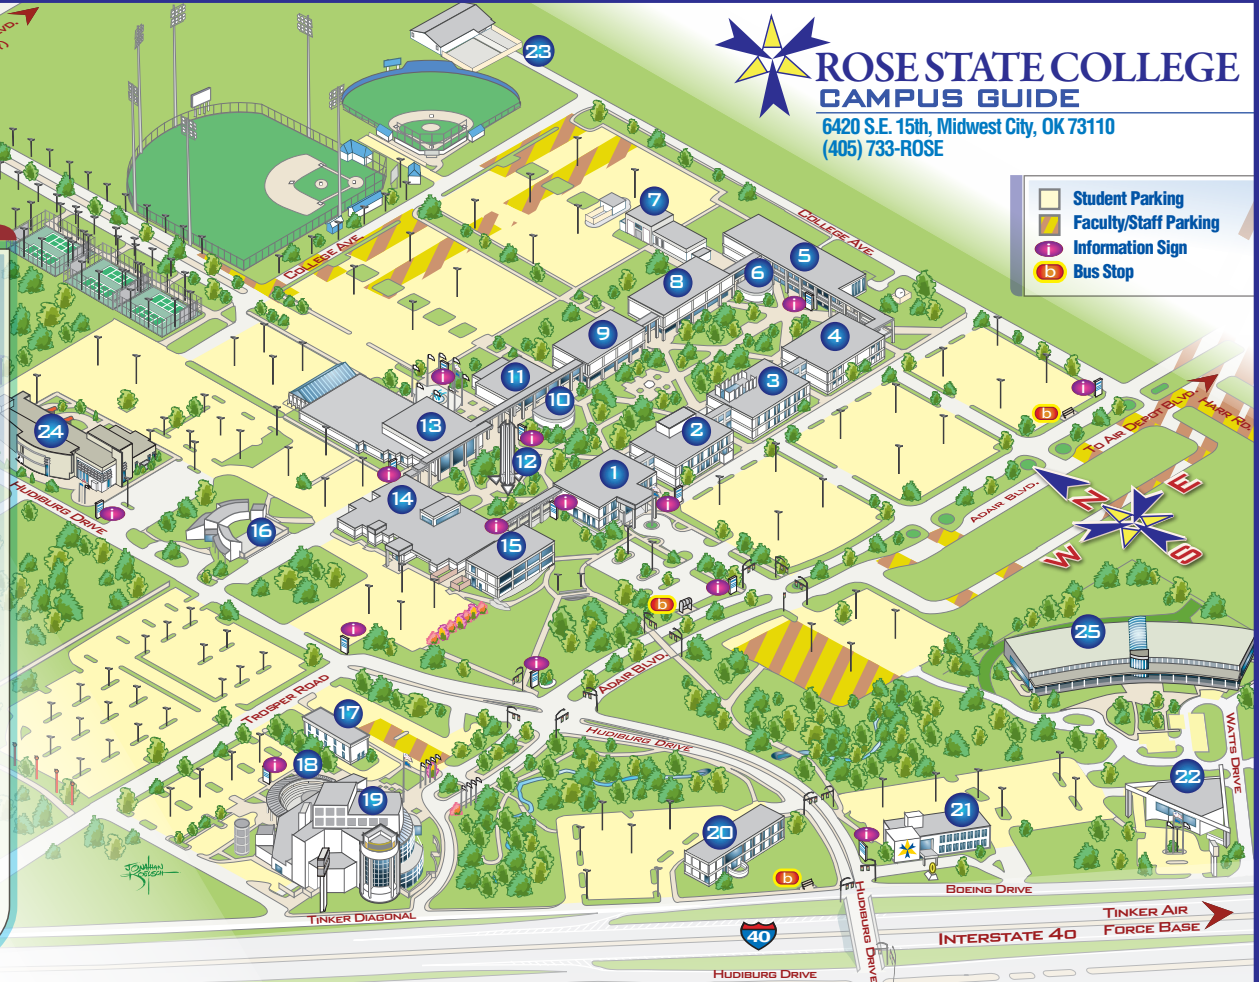 ROSE STATE COLLEGE
CAMPUS GUIDE
6420 S.E. 15th, Midwest City, OK 73110
(405) 733-ROSE
Student Parking
Faculty/Staff Parking
i Information Sign
b Bus Stop
23
7
COLLEGE AVE.
COLLEGE AVE.
5
6
8
i
4
9
3
11
i
10
i
b
HARR RD.
TO AIR DEPOT BLVD.
13
2
24
i
12
i
1
HUDIBURG DRIVE
i
14
i
i
ADAIR BLVD.
N
E
W
S
16
i
15
i
b
i
25
i
ADAIR BLVD.
TROSPER ROAD
17
HUDIBURG DRIVE
WATTS DRIVE
i
18
22
19
21
20
i
b
JONATHAN
BOEING DRIVE
TINKER DIAGONAL
HUDIBURG DRIVE
TINKER AIR
FORCE BASE
40
INTERSTATE 40
HUDIBURG DRIVE